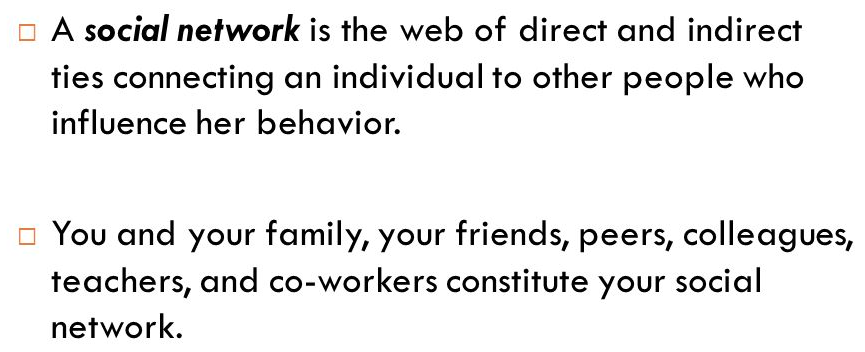 A social network is the web of direct and indirect
ties connecting an individual to other people who
influence her behavior.
You and your family, your friends, peers, colleagues,
teachers, and co-workers constitute your social
network.